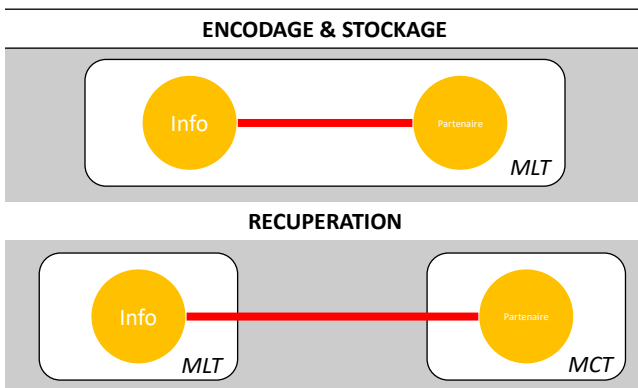 ENCODAGE & STOCKAGE
Info
Partenaire
MLT
RECUPERATION
Info
Partenaire
MLT
MCT